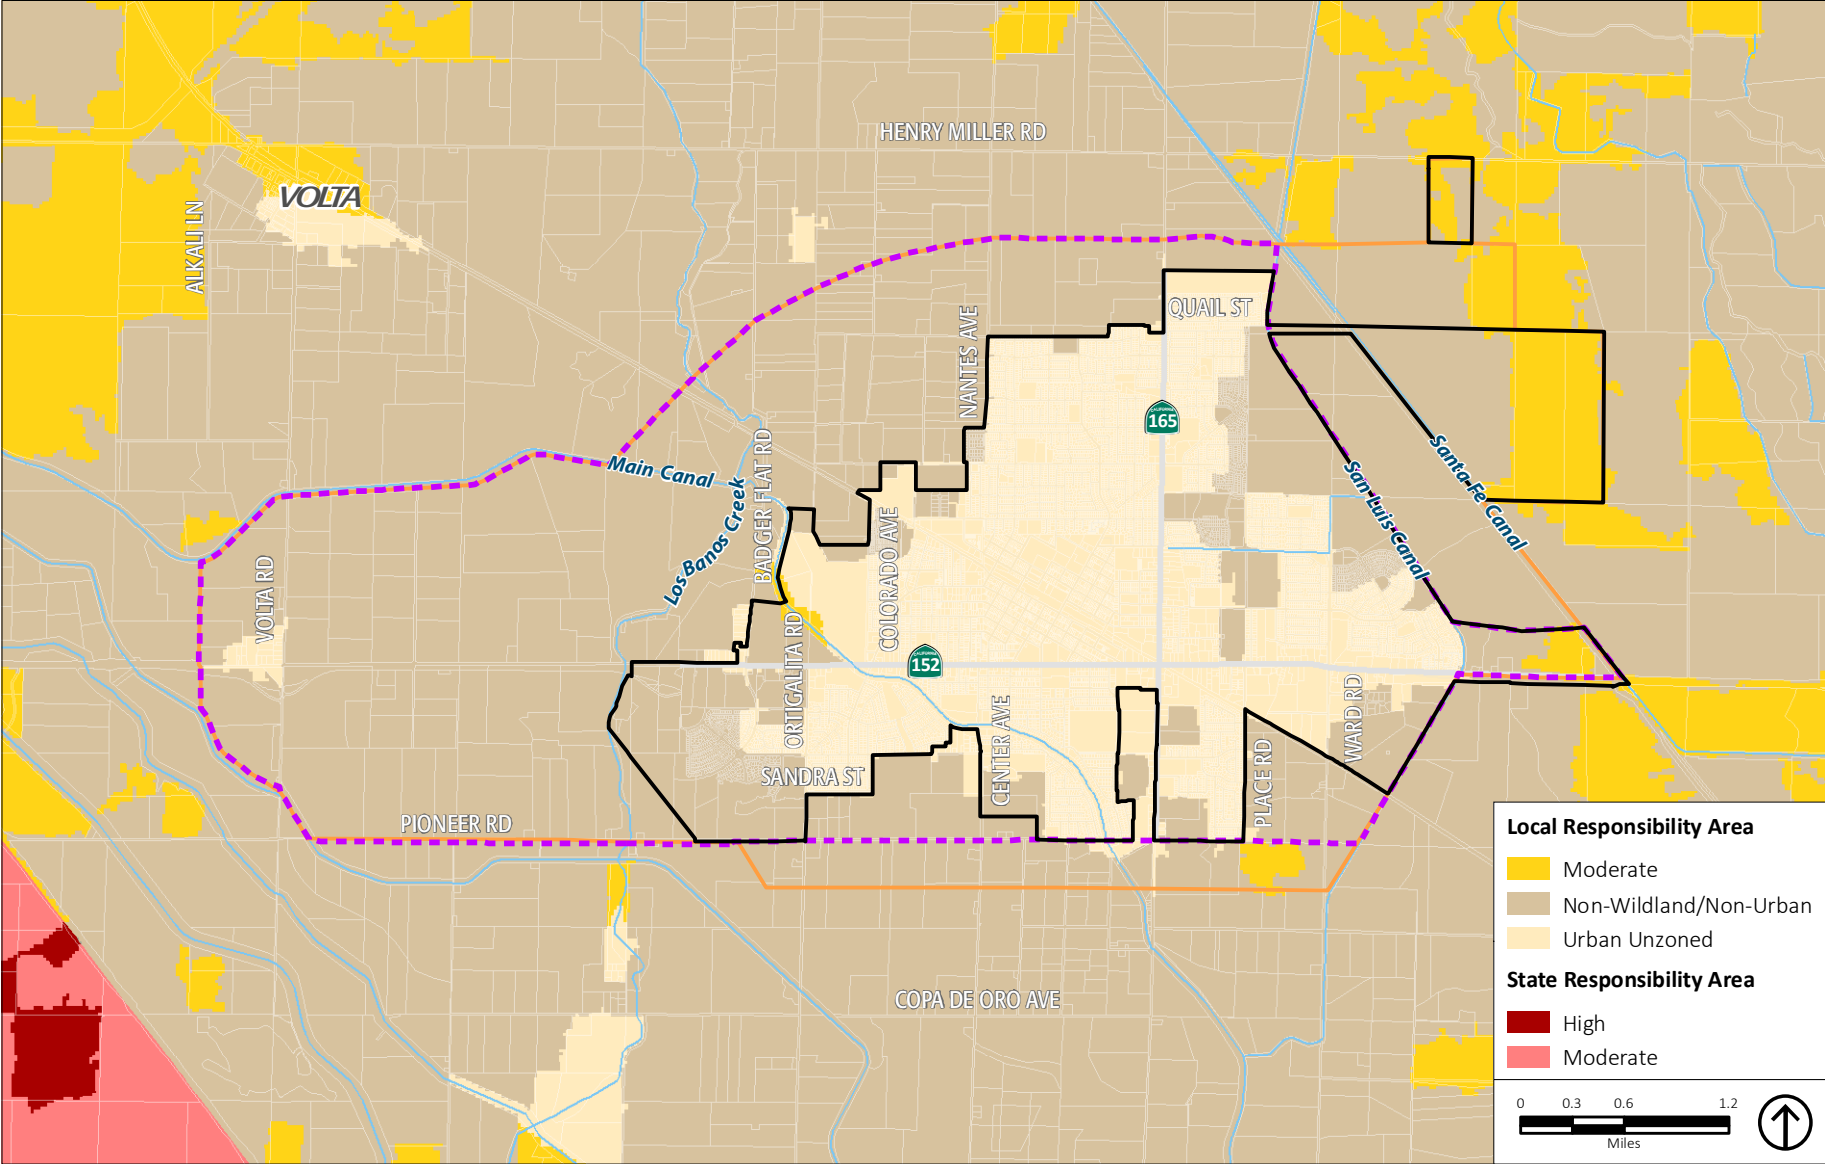 HENRY MILLER RD
VOLTA
ALKALI LN
QUAIL ST
NANTES AVE
CALIFORNIA
165
Main Canal
BADGER FLAT RD
Los Banos Creek
Santa Fe Canal
San Luis Canal
COLORADO AVE
VOLTA RD
ORTIGALITA RD
CALIFORNIA
152
CENTER AVE
WARD RD
PLACE RD
SANDRA ST
PIONEER RD
COPA DE ORO AVE
Local Responsibility Area
Moderate
Non-Wildland/Non-Urban
Urban Unzoned
State Responsibility Area
High
Moderate
0 0.3 0.6 1.2
Miles